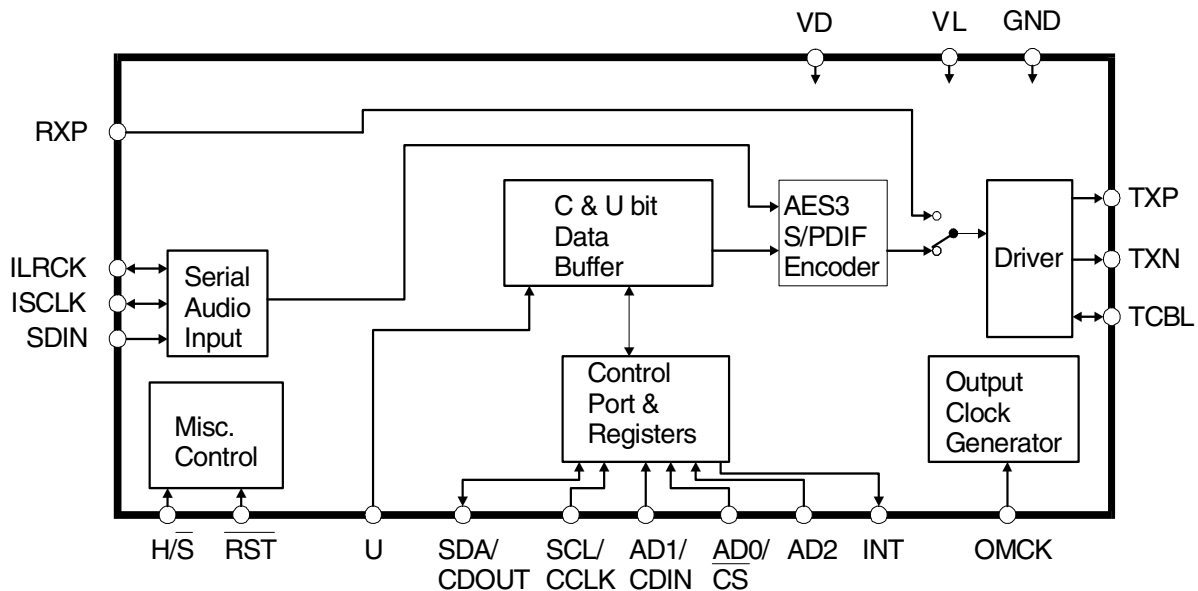 VD VL GND
RXP
C & U bit
Data
Buffer
AES3
S/PDIF
Encoder
Driver
TXP
TXN
TCBL
ILRCK
ISCLK
SDIN
Serial
Audio
Input
Misc.
Control
Control
Port &
Registers
Output
Clock
Generator
H/S̅
R̅S̅T̅
U
SDA/
CDOUT
SCL/
CCLK
AD1/
CDIN
AD0/
C̅S̅
AD2
INT
OMCK